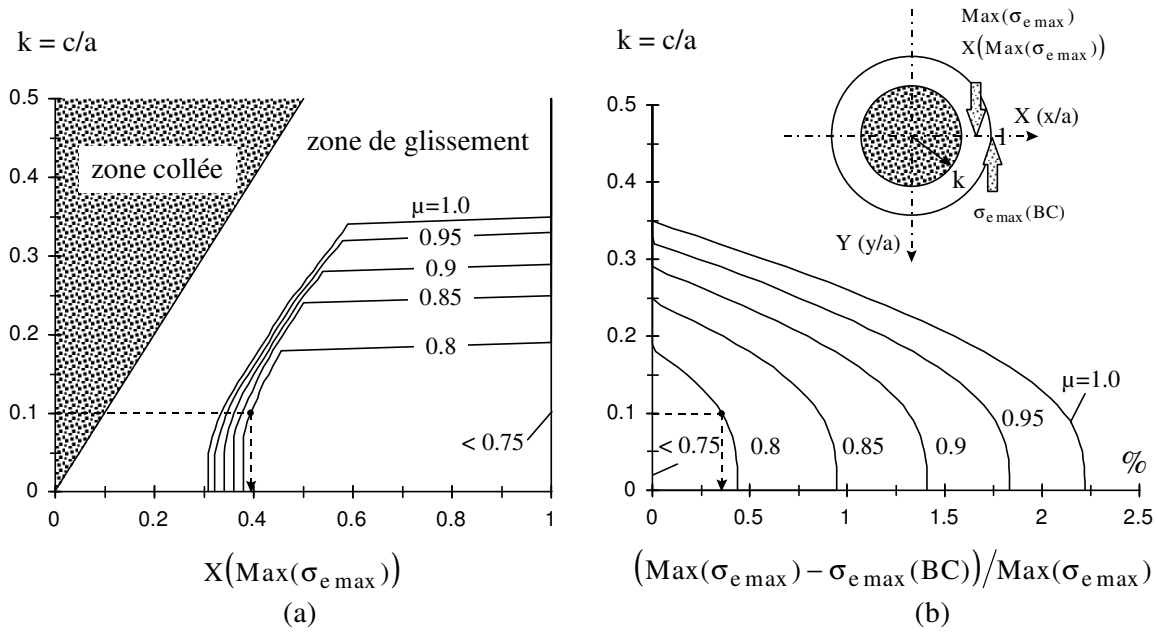 k = c/a
0.5
0.4
0.3
0.2
0.1
0
zone collée
zone de glissement
μ=1.0
0.95
0.9
0.85
0.8
< 0.75
0
0.2
0.4
0.6
0.8
1
X(Max(σe max)
(a)
k = c/a
Max(σe max)
X(Max(σe max))
X (x/a)
1
k
σe max(BC)
Y (y/a)
0.5
0.4
0.3
0.2
0.1
0
μ=1.0
0.95
0.9
0.85
0.8
< 0.75
%
0
0.5
1
1.5
2
2.5
(Max(σe max) − σe max(BC))/Max(σe max)
(b)